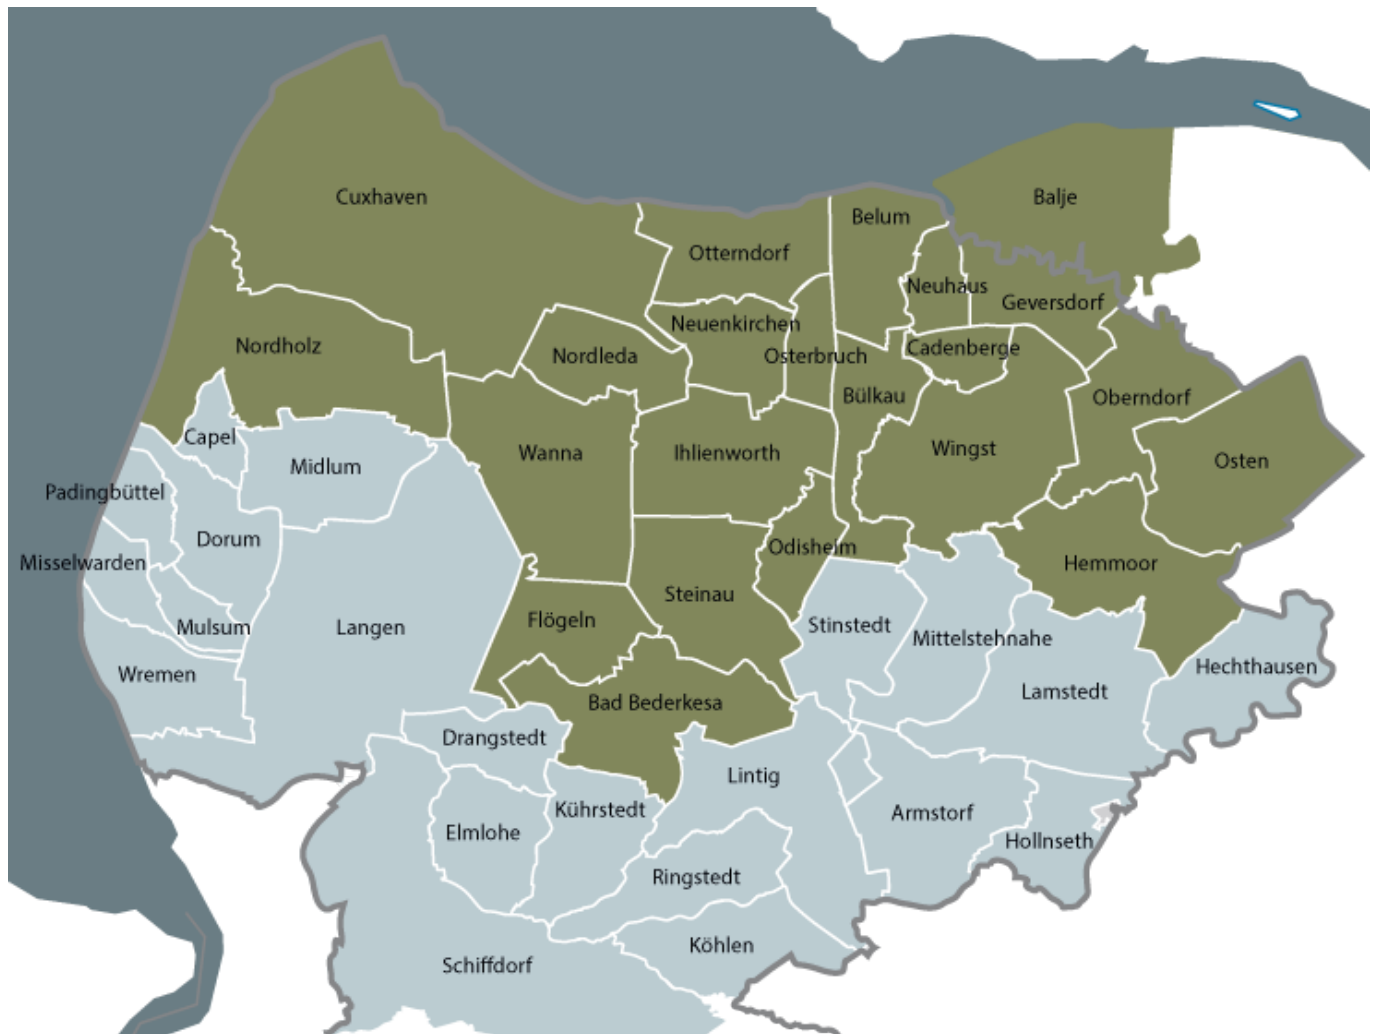 Cuxhaven
Balje
Belum
Otterndorf
Neuhaus
Geversdorf
Neuenkirchen
Nordholz
Nordleda
Osterbruch
Cadenberge
Bülkau
Oberndorf
Capel
Midlum
Wanna
Ihlienworth
Wingst
Osten
Padingbüttel
Dorum
Odisheim
Misselwarden
Hemmoor
Steinau
Mulsum
Langen
Flögeln
Stinstedt
Mittelstehnahe
Wremen
Hechthausen
Lamstedt
Bad Bederkesa
Drangstedt
Lintig
Kührstedt
Armstorf
Elmlohe
Hollnseth
Ringstedt
Köhlen
Schiffdorf